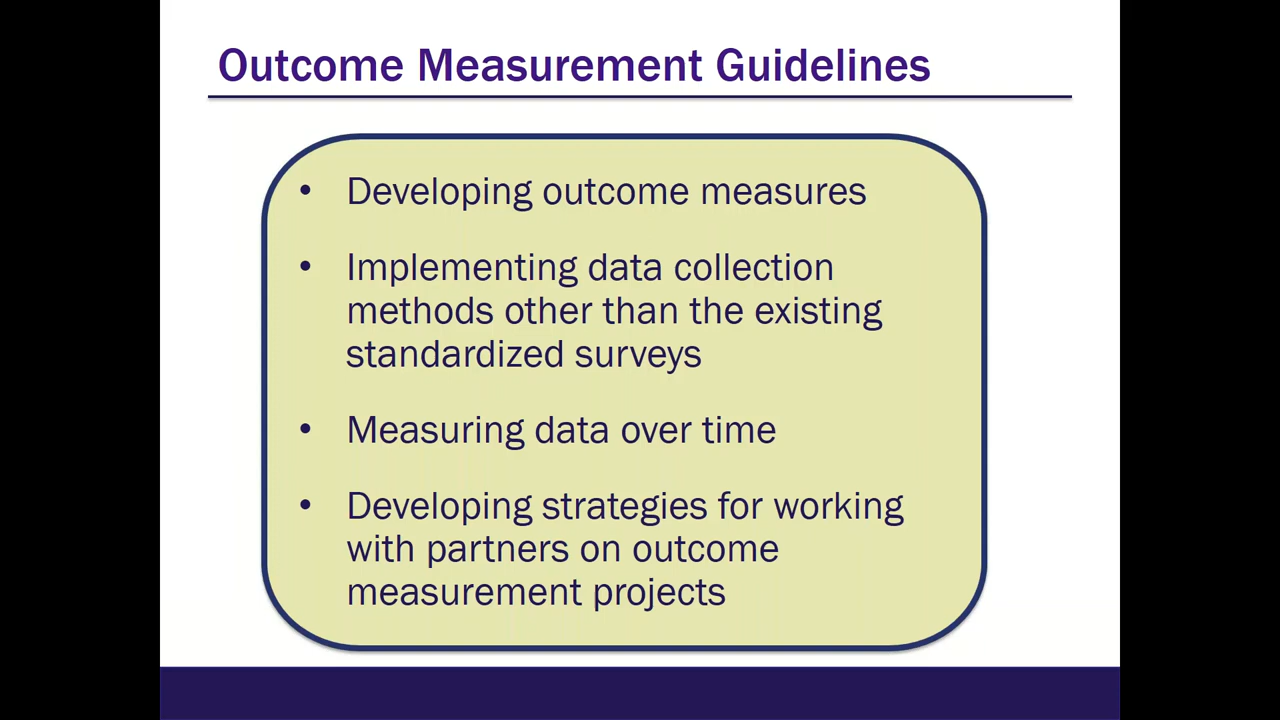 Outcome Measurement Guidelines
• Developing outcome measures
• Implementing data collection
methods other than the existing
standardized surveys
• Measuring data over time
• Developing strategies for working
with partners on outcome
measurement projects